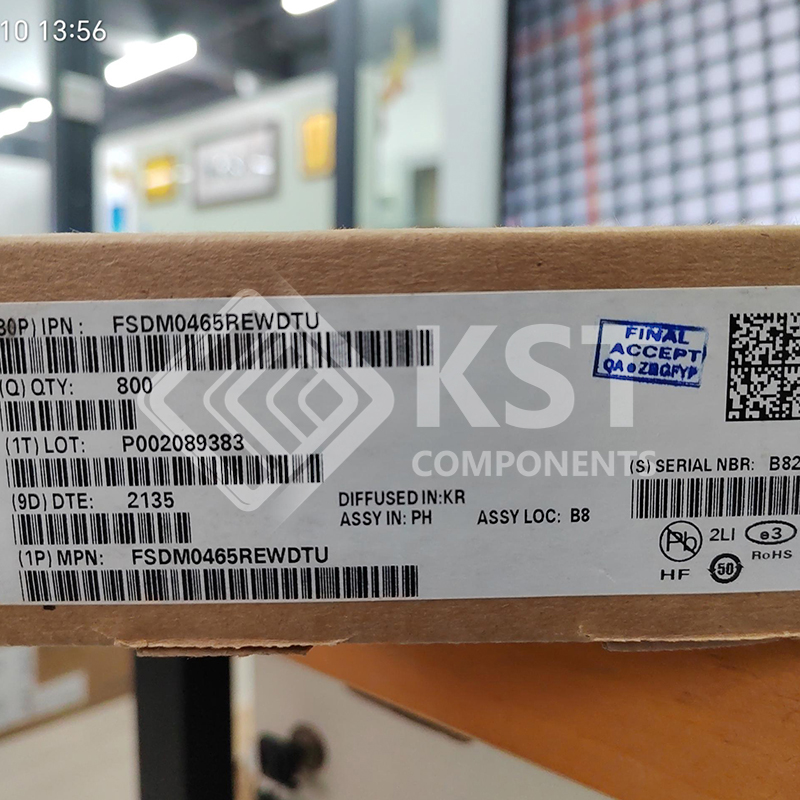 10 13:56
30P) IPN: FSDM0465REWDTU
FINAL
ACCEPT
(Q) QTY: 800
(1T) LOT: P002089383
KST
COMPONENTS
(S) SERIAL NBR: B82
(9D) DTE: 2135
DIFFUSED IN:KR
ASSY IN: PH ASSY LOC: B8
(1P) MPN: FSDM0465REWDTU
Pb 2LI e3
RoHS
HF 50